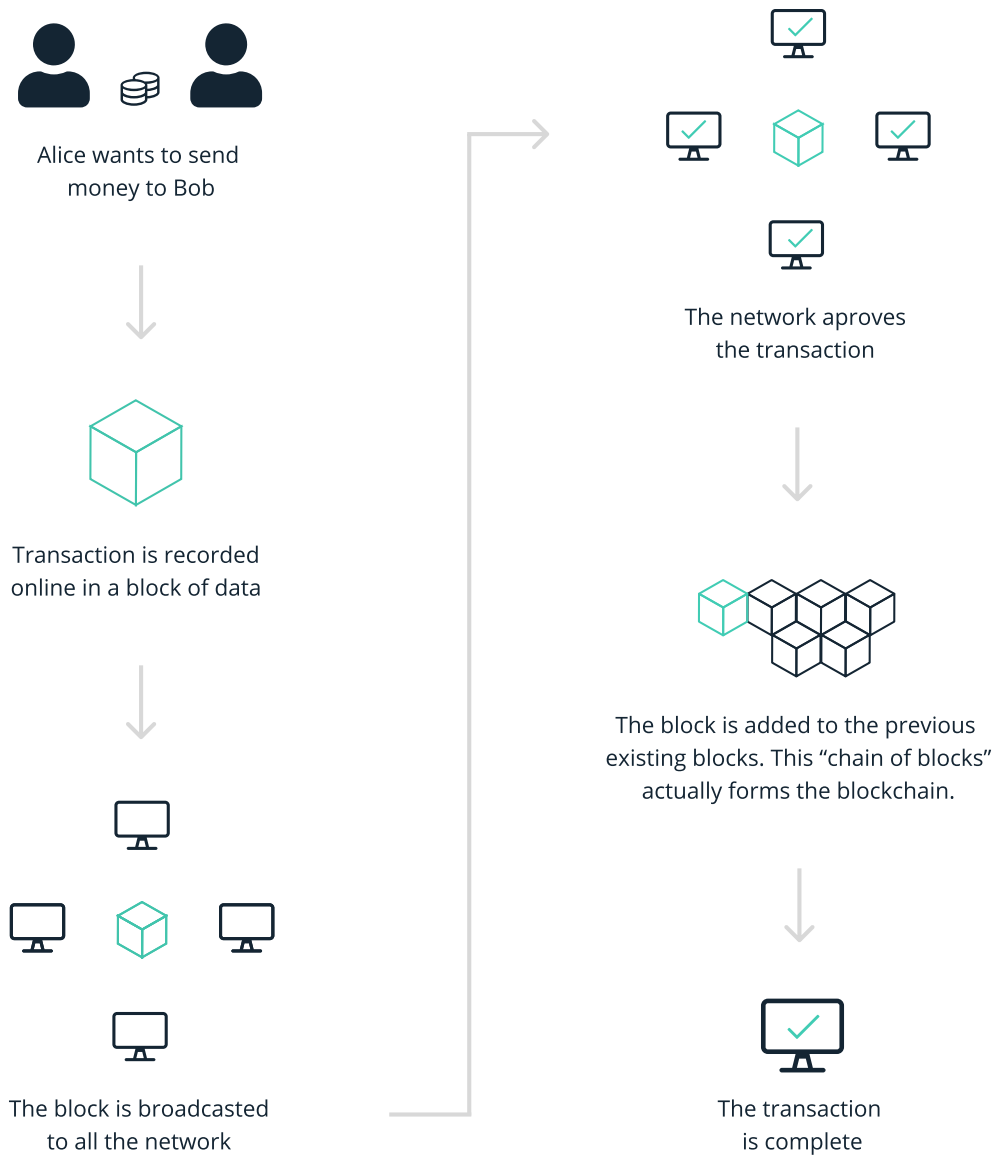 Alice wants to send
money to Bob
Transaction is recorded
online in a block of data
The block is broadcasted
to all the network
The network aproves
the transaction
The block is added to the previous
existing blocks. This “chain of blocks”
actually forms the blockchain.
The transaction
is complete